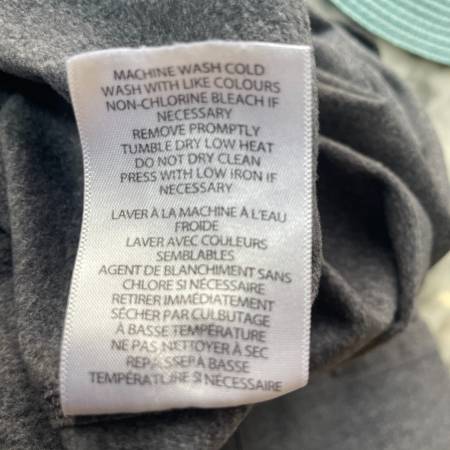 MACHINE WASH COLD
WASH WITH LIKE COLOURS
NON-CHLORINE BLEACH IF
NECESSARY
REMOVE PROMPTLY
TUMBLE DRY LOW HEAT
DO NOT DRY CLEAN
PRESS WITH LOW IRON IF
NECESSARY
LAVER À LA MACHINE À L'EAU
FROIDE
LAVER AVEC COULEURS
SEMBLABLES
AGENT DE BLANCHIMENT SANS
CHLORE SI NÉCESSAIRE
RETIRER IMMÉDIATEMENT
SÉCHER PAR CULBUTAGE
À BASSE TEMPÉRATURE
NE PAS NETTOYER À SEC
REPASSER À BASSE
TEMPÉRATURE SI NÉCESSAIRE